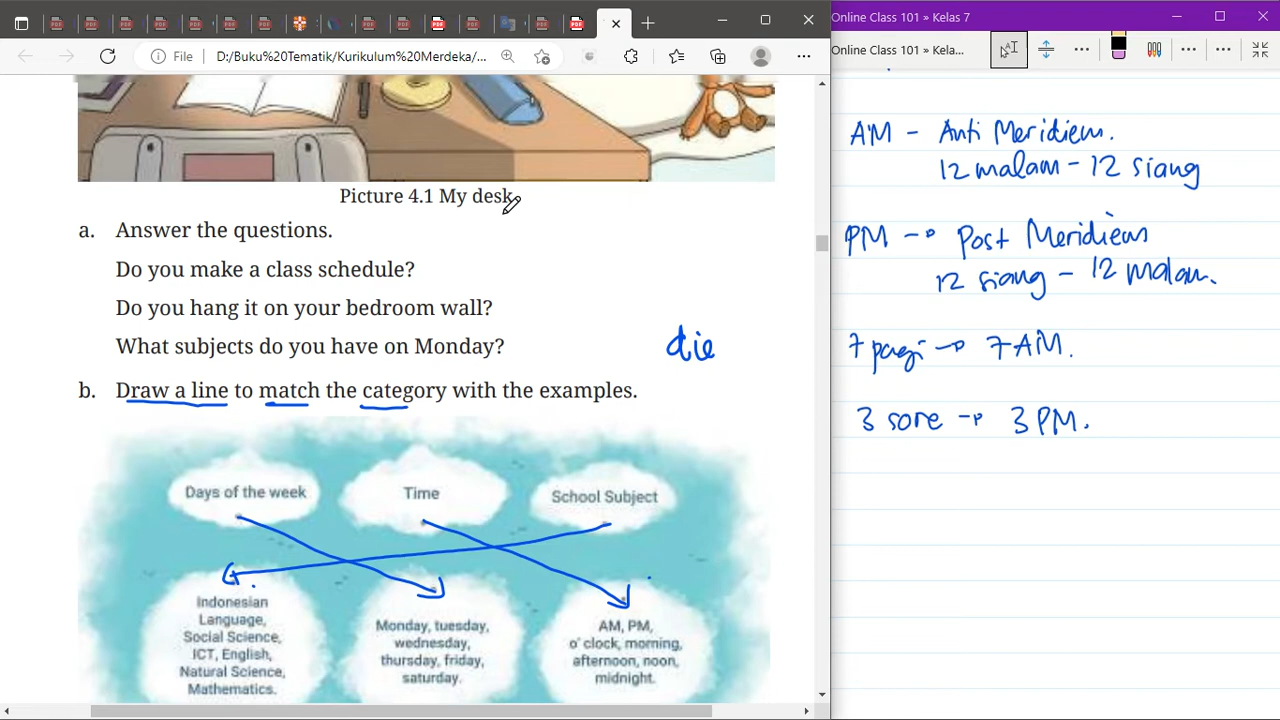 File
D:/Buku%20Tematik/Kurikulum%20Merdeka/...
Picture 4.1 My desk
a. Answer the questions.
Do you make a class schedule?
Do you hang it on your bedroom wall?
What subjects do you have on Monday?
die
b. Draw a line to match the category with the examples.
Days of the week
Time
School Subject
Indonesian
Language,
Social Science,
ICT, English,
Natural Science,
Mathematics.
Monday, tuesday,
wednesday,
thursday, friday,
saturday.
AM, PM,
o' clock, morning,
afternoon, noon,
midnight.
Online Class 101 » Kelas 7
Online Class 101 » Kela...
AM - Anti Meridiem.
12 malam - 12 siang
PM → Post Meridiem
12 siang - 12 malam.
7 pagi → 7 AM.
3 sore → 3 PM.